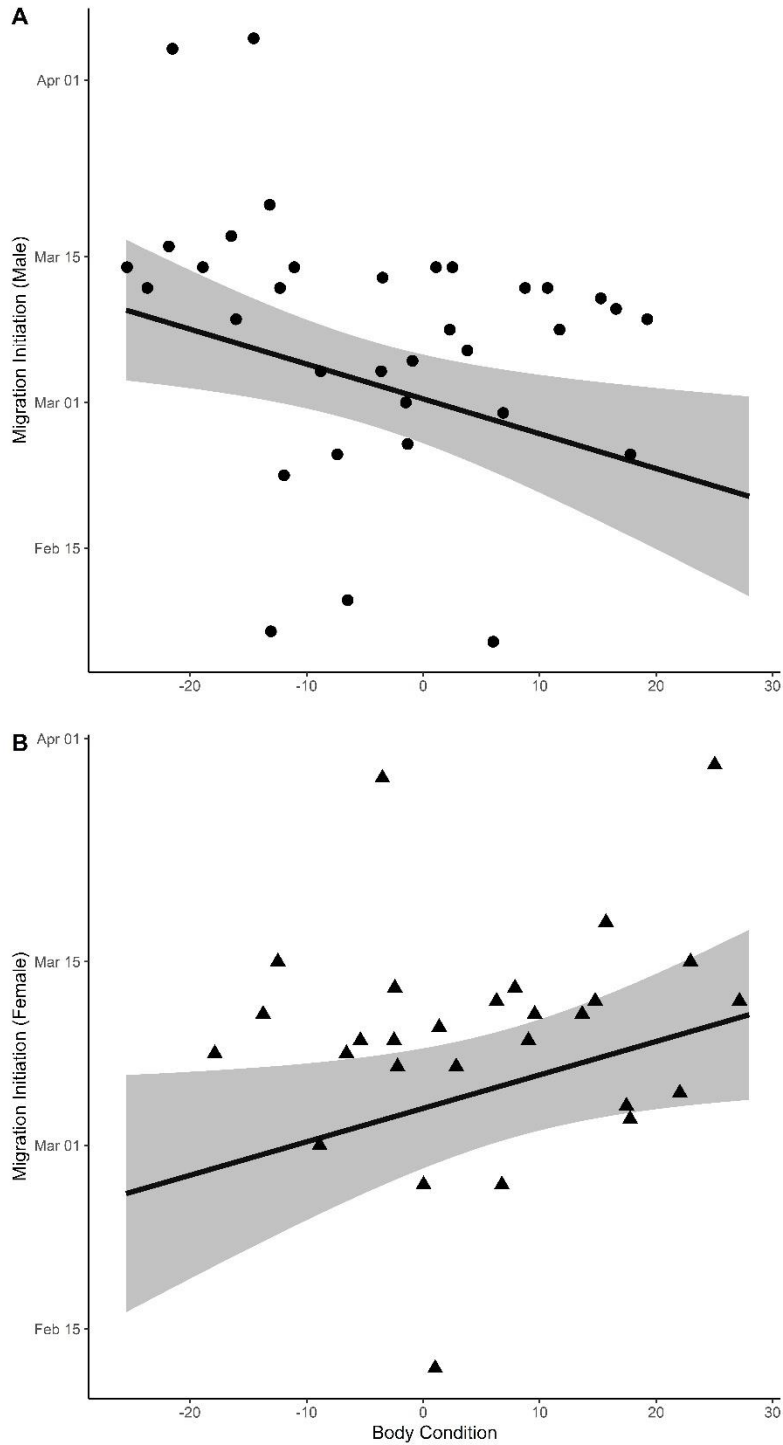 A
Migration Initiation (Male)
Apr 01
Mar 15
Mar 01
Feb 15
-20 -10 0 10 20 30
B
Migration Initiation (Female)
Apr 01
Mar 15
Mar 01
Feb 15
-20 -10 0 10 20 30
Body Condition